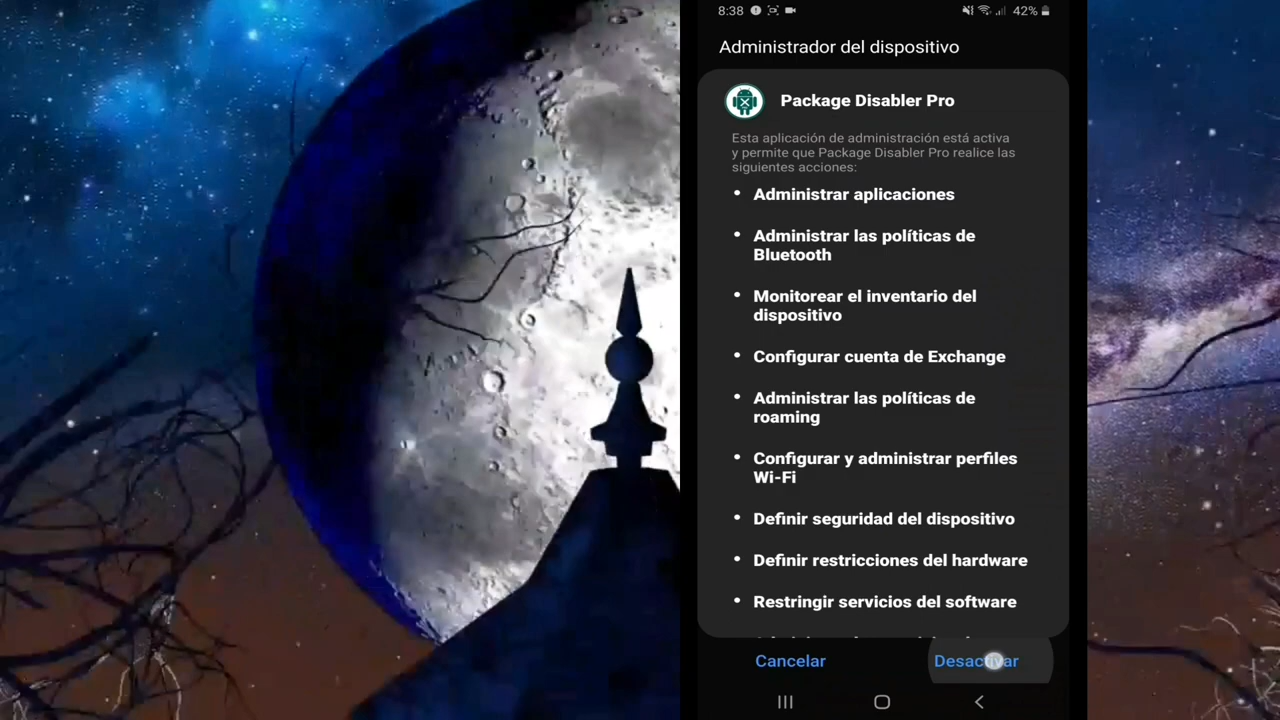 8:38
42%
Administrador del dispositivo
Package Disabler Pro
Esta aplicación de administración está activa
y permite que Package Disabler Pro realice las
siguientes acciones:
• Administrar aplicaciones
• Administrar las políticas de
Bluetooth
• Monitorear el inventario del
dispositivo
• Configurar cuenta de Exchange
• Administrar las políticas de
roaming
• Configurar y administrar perfiles
Wi-Fi
• Definir seguridad del dispositivo
• Definir restricciones del hardware
• Restringir servicios del software
Cancelar
Desactivar